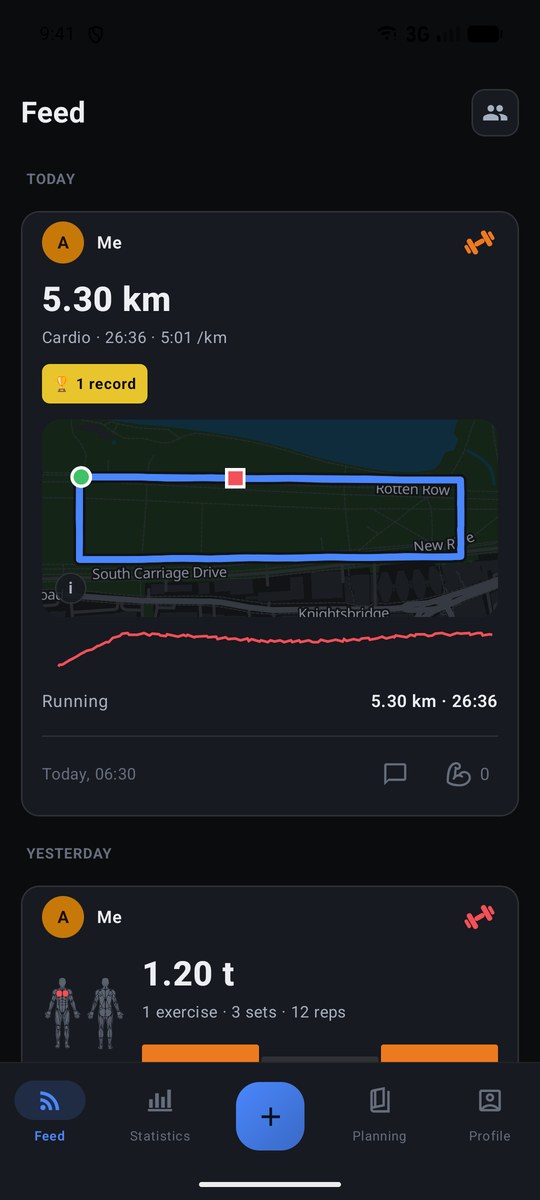 9:41
3G
Feed
TODAY
A Me
5.30 km
Cardio · 26:36 · 5:01 /km
1 record
Rotten Row
New R e
South Carriage Drive
i
Knightsbridge
Running 5.30 km · 26:36
Today, 06:30 0
YESTERDAY
A Me
1.20 t
1 exercise · 3 sets · 12 reps
Feed Statistics + Planning Profile